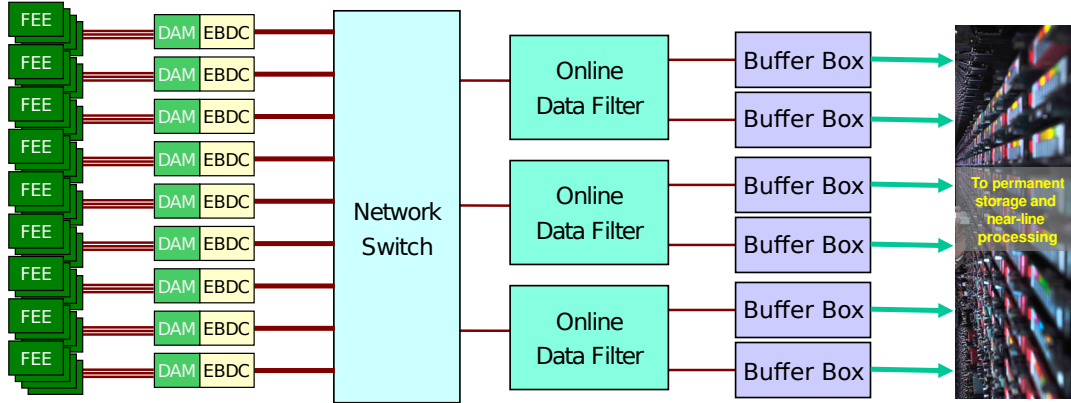 FEE
DAM EBDC
FEE
DAM EBDC
FEE
DAM EBDC
FEE
DAM EBDC
FEE
DAM EBDC
FEE
DAM EBDC
FEE
DAM EBDC
FEE
DAM EBDC
FEE
DAM EBDC
Network
Switch
Online
Data Filter
Online
Data Filter
Online
Data Filter
Buffer Box
Buffer Box
Buffer Box
Buffer Box
Buffer Box
Buffer Box
To permanent
storage and
near-line
processing